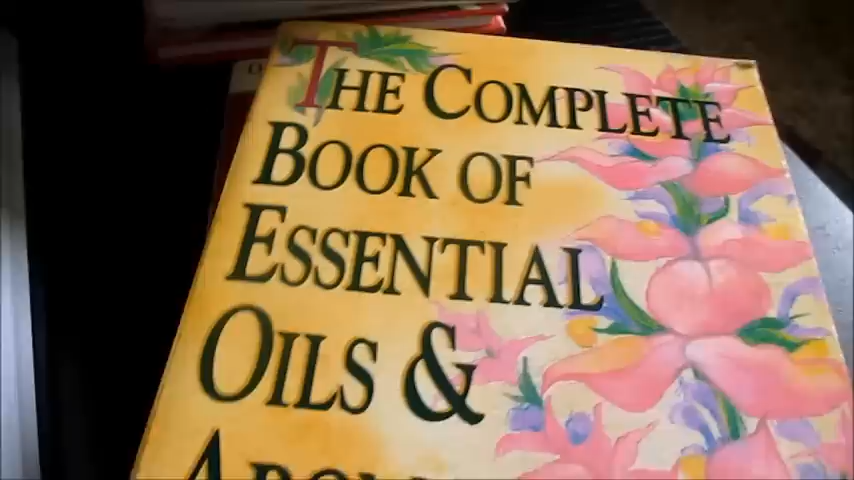 THE COMPLETE
BOOK OF
ESSENTIAL
OILS &